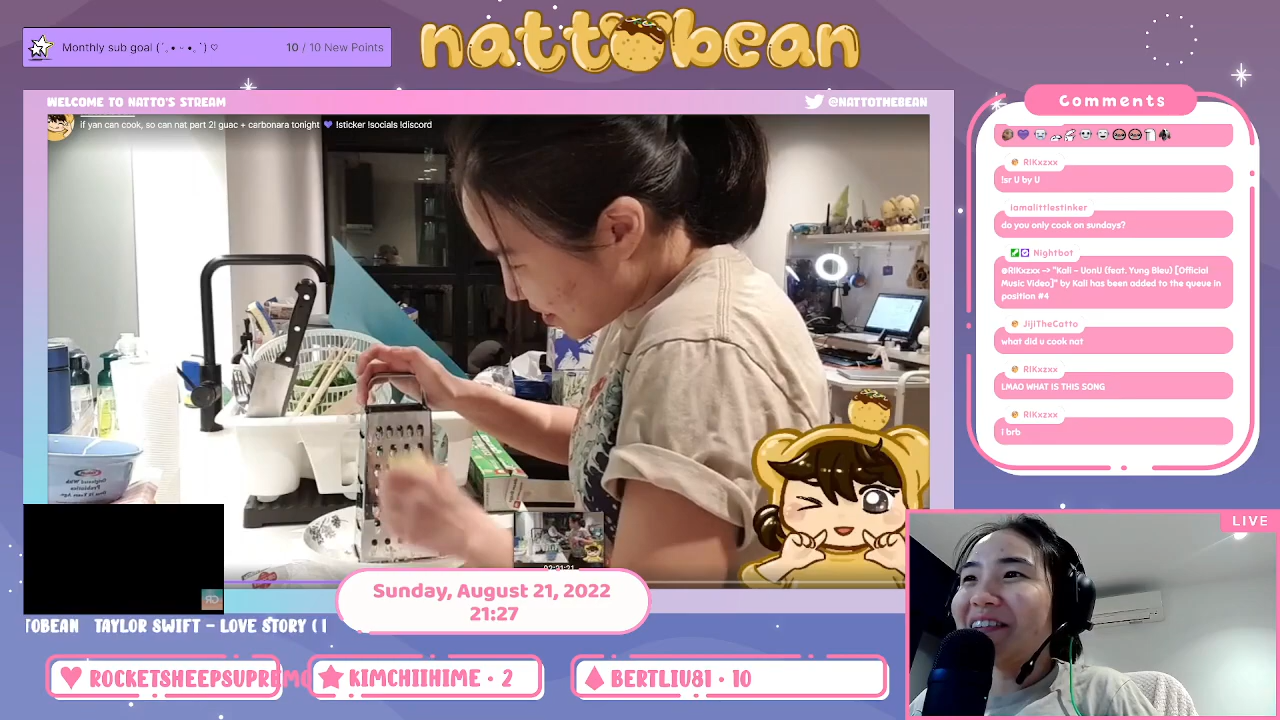 Monthly sub goal (´｡• ᵕ •｡`) ♡
10 / 10 New Points
nattobean
WELCOME TO NATTO'S STREAM
@NATTOTHEBEAN
if yan can cook, so can nat part 2! guac + carbonara tonight 💜 !sticker !socials !discord
Comments
RIKxzxx
!sr U by U
iamalittlestinker
do you only cook on sundays?
Nightbot
@RIKxzxx -> "Kali - UonU (feat. Yung Bleu) [Official
Music Video]" by Kali has been added to the queue in
position #4
JijiTheCatto
what did u cook nat
RIKxzxx
LMAO WHAT IS THIS SONG
RIKxzxx
i brb
LIVE
Sunday, August 21, 2022
21:27
TOBEAN TAYLOR SWIFT - LOVE STORY (
ROCKETSHEEPSUPREMO
KIMCHIIHIME · 2
BERTLIU81 · 10